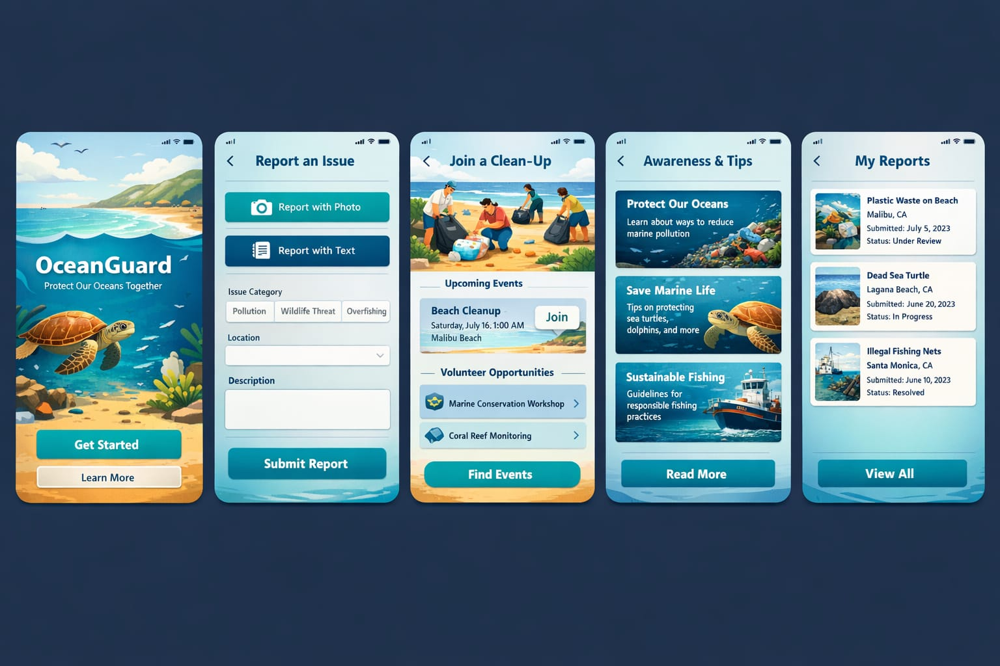 OceanGuard
Protect Our Oceans Together
Get Started
Learn More
Report an Issue
Report with Photo
Report with Text
Issue Category
Pollution
Wildlife Threat
Overfishing
Location
Description
Submit Report
Join a Clean-Up
Upcoming Events
Beach Cleanup
Saturday, July 16, 1:00 AM
Malibu Beach
Join
Volunteer Opportunities
Marine Conservation Workshop
Coral Reef Monitoring
Find Events
Awareness & Tips
Protect Our Oceans
Learn about ways to reduce
marine pollution
Save Marine Life
Tips on protecting
sea turtles,
dolphins, and more
Sustainable Fishing
Guidelines for
responsible fishing
practices
Read More
My Reports
Plastic Waste on Beach
Malibu, CA
Submitted: July 5, 2023
Status: Under Review
Dead Sea Turtle
Lagana Beach, CA
Submitted: June 20, 2023
Status: In Progress
Illegal Fishing Nets
Santa Monica, CA
Submitted: June 10, 2023
Status: Resolved
View All